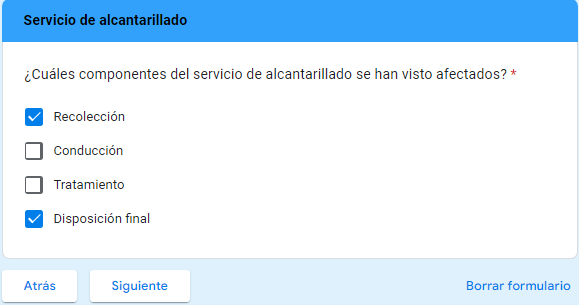 Servicio de alcantarillado
¿Cuáles componentes del servicio de alcantarillado se han visto afectados? *
Recolección
Conducción
Tratamiento
Disposición final
Atrás
Siguiente
Borrar formulario